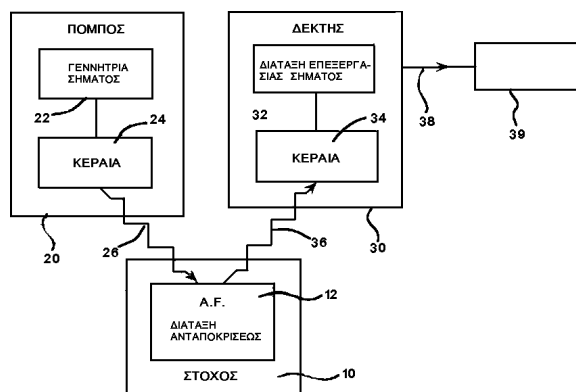 ΠΟΜΠΟΣ
ΓΕΝΝΗΤΡΙΑ
ΣΗΜΑΤΟΣ
22
24
ΚΕΡΑΙΑ
20
26
ΔΕΚΤΗΣ
ΔΙΑΤΑΞΗ ΕΠΕΞΕΡΓΑ-
ΣΙΑΣ ΣΗΜΑΤΟΣ
32
34
ΚΕΡΑΙΑ
38
39
36
30
12
A.F.
ΔΙΑΤΑΞΗ
ΑΝΤΑΠΟΚΡΙΣΕΩΣ
ΣΤΟΧΟΣ
10